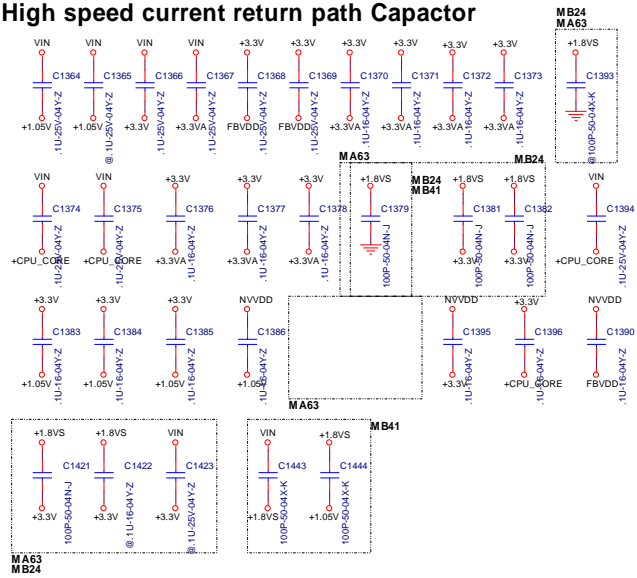 High speed current return path Capactor
MB24
MA63
VIN VIN VIN VIN +3.3V +3.3V +3.3V +3.3V +3.3V +3.3V +1.8VS
C1364 C1365 C1366 C1367 C1368 C1369 C1370 C1371 C1372 C1373 C1393
.1U-25V-04Y-Z @.1U-25V-04Y-Z .1U-25V-04Y-Z .1U-25V-04Y-Z .1U-16-04Y-Z .1U-16-04Y-Z .1U-16-04Y-Z .1U-16-04Y-Z .1U-16-04Y-Z .1U-16-04Y-Z @100P-50-04X-K
+1.05V +1.05V +3.3V +3.3VA FBVDD FBVDD +3.3VA +3.3VA +3.3VA +3.3VA
MA63 MB24
MB24
MB41
VIN VIN +3.3V +3.3V +3.3V +1.8VS +1.8VS +1.8VS VIN
C1374 C1375 C1376 C1377 C1378 C1379 C1381 C1382 C1394
.1U-25V-04Y-Z .1U-25V-04Y-Z .1U-16-04Y-Z .1U-16-04Y-Z .1U-16-04Y-Z 100P-50-04N-J 100P-50-04N-J 100P-50-04N-J .1U-25V-04Y-Z
+CPU_CORE +CPU_CORE +3.3VA +3.3VA +3.3VA +3.3V +3.3V +CPU_CORE
+3.3V +3.3V +3.3V NVVDD NVVDD +3.3V NVVDD
C1383 C1384 C1385 C1386 C1395 C1396 C1390
.1U-16-04Y-Z .1U-16-04Y-Z .1U-16-04Y-Z .1U-16-04Y-Z .1U-16-04Y-Z .1U-16-04Y-Z .1U-16-04Y-Z
+1.05V +1.05V +1.05V +1.05V +3.3V +CPU_CORE FBVDD
MA63
MB41
+1.8VS +1.8VS VIN VIN +1.8VS
C1421 C1422 C1423 C1443 C1444
100P-50-04N-J @.1U-16-04Y-Z @.1U-25V-04Y-Z 100P-50-04X-K 100P-50-04X-K
+3.3V +3.3V +3.3V +1.8VS +1.05V
MA63
MB24